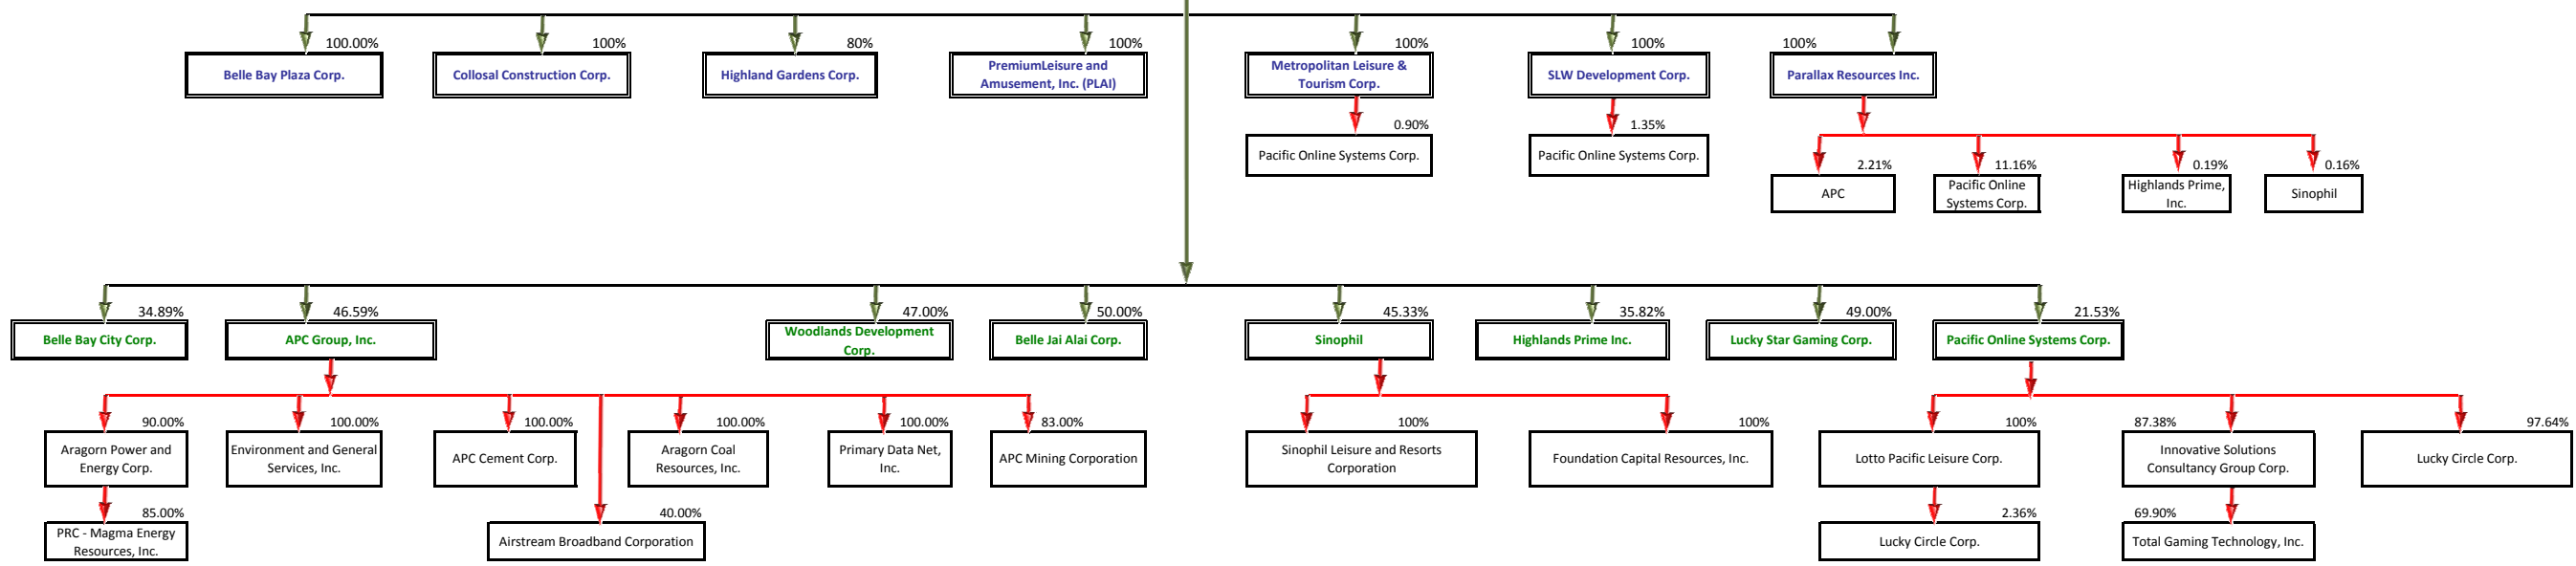 100.00%
100%
80%
100%
100%
100%
100%
Belle Bay Plaza Corp.
Collosal Construction Corp.
Highland Gardens Corp.
PremiumLeisure and
Amusement, Inc. (PLAI)
Metropolitan Leisure &
Tourism Corp.
SLW Development Corp.
Parallax Resources Inc.
0.90%
1.35%
Pacific Online Systems Corp.
Pacific Online Systems Corp.
2.21%
11.16%
0.19%
0.16%
APC
Pacific Online
Systems Corp.
Highlands Prime,
Inc.
Sinophil
34.89%
46.59%
47.00%
50.00%
45.33%
35.82%
49.00%
21.53%
Belle Bay City Corp.
APC Group, Inc.
Woodlands Development
Corp.
Belle Jai Alai Corp.
Sinophil
Highlands Prime Inc.
Lucky Star Gaming Corp.
Pacific Online Systems Corp.
90.00%
100.00%
100.00%
100.00%
100.00%
83.00%
100%
100%
100%
87.38%
97.64%
Aragorn Power and
Energy Corp.
Environment and General
Services, Inc.
APC Cement Corp.
Aragorn Coal
Resources, Inc.
Primary Data Net,
Inc.
APC Mining Corporation
Sinophil Leisure and Resorts
Corporation
Foundation Capital Resources, Inc.
Lotto Pacific Leisure Corp.
Innovative Solutions
Consultancy Group Corp.
Lucky Circle Corp.
85.00%
40.00%
2.36%
69.90%
PRC - Magma Energy
Resources, Inc.
Airstream Broadband Corporation
Lucky Circle Corp.
Total Gaming Technology, Inc.